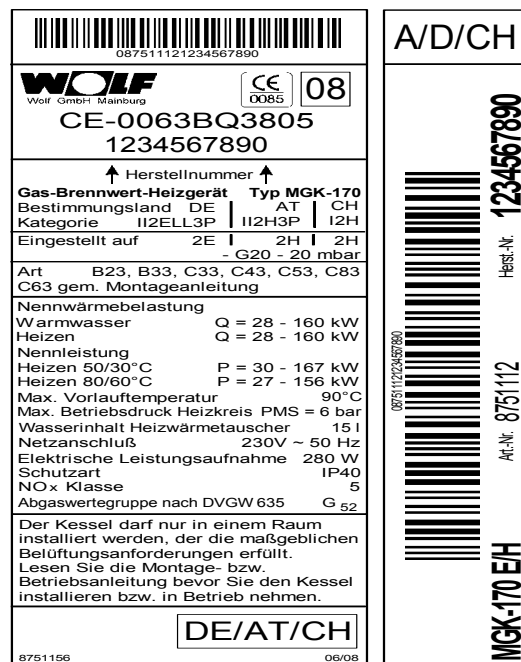 087511121234567890
WOLF
Wolf GmbH Mainburg
CE
0085
08
CE-0063BQ3805
1234567890
Herstellnummer
Gas-Brennwert-Heizgerät Typ MGK-170
Bestimmungsland DE AT CH
Kategorie II2ELL3P II2H3P I2H
Eingestellt auf 2E 2H 2H
- G20 - 20 mbar
Art B23, B33, C33, C43, C53, C83
C63 gem. Montageanleitung
Nennwärmebelastung
Warmwasser Q = 28 - 160 kW
Heizen Q = 28 - 160 kW
Nennleistung
Heizen 50/30°C P = 30 - 167 kW
Heizen 80/60°C P = 27 - 156 kW
Max. Vorlauftemperatur 90°C
Max. Betriebsdruck Heizkreis PMS = 6 bar
Wasserinhalt Heizwärmetauscher 15 l
Netzanschluß 230V ~ 50 Hz
Elektrische Leistungsaufnahme 280 W
Schutzart IP40
NOx Klasse 5
Abgaswertegruppe nach DVGW 635 G 52
Der Kessel darf nur in einem Raum
installiert werden, der die maßgeblichen
Belüftungsanforderungen erfüllt.
Lesen Sie die Montage- bzw.
Betriebsanleitung bevor Sie den Kessel
installieren bzw. in Betrieb nehmen.
DE/AT/CH
8751156 06/08
A/D/CH
087511121234567890
MGK-170 E/H Art.-Nr. 8751112 Herst.-Nr. 1234567890